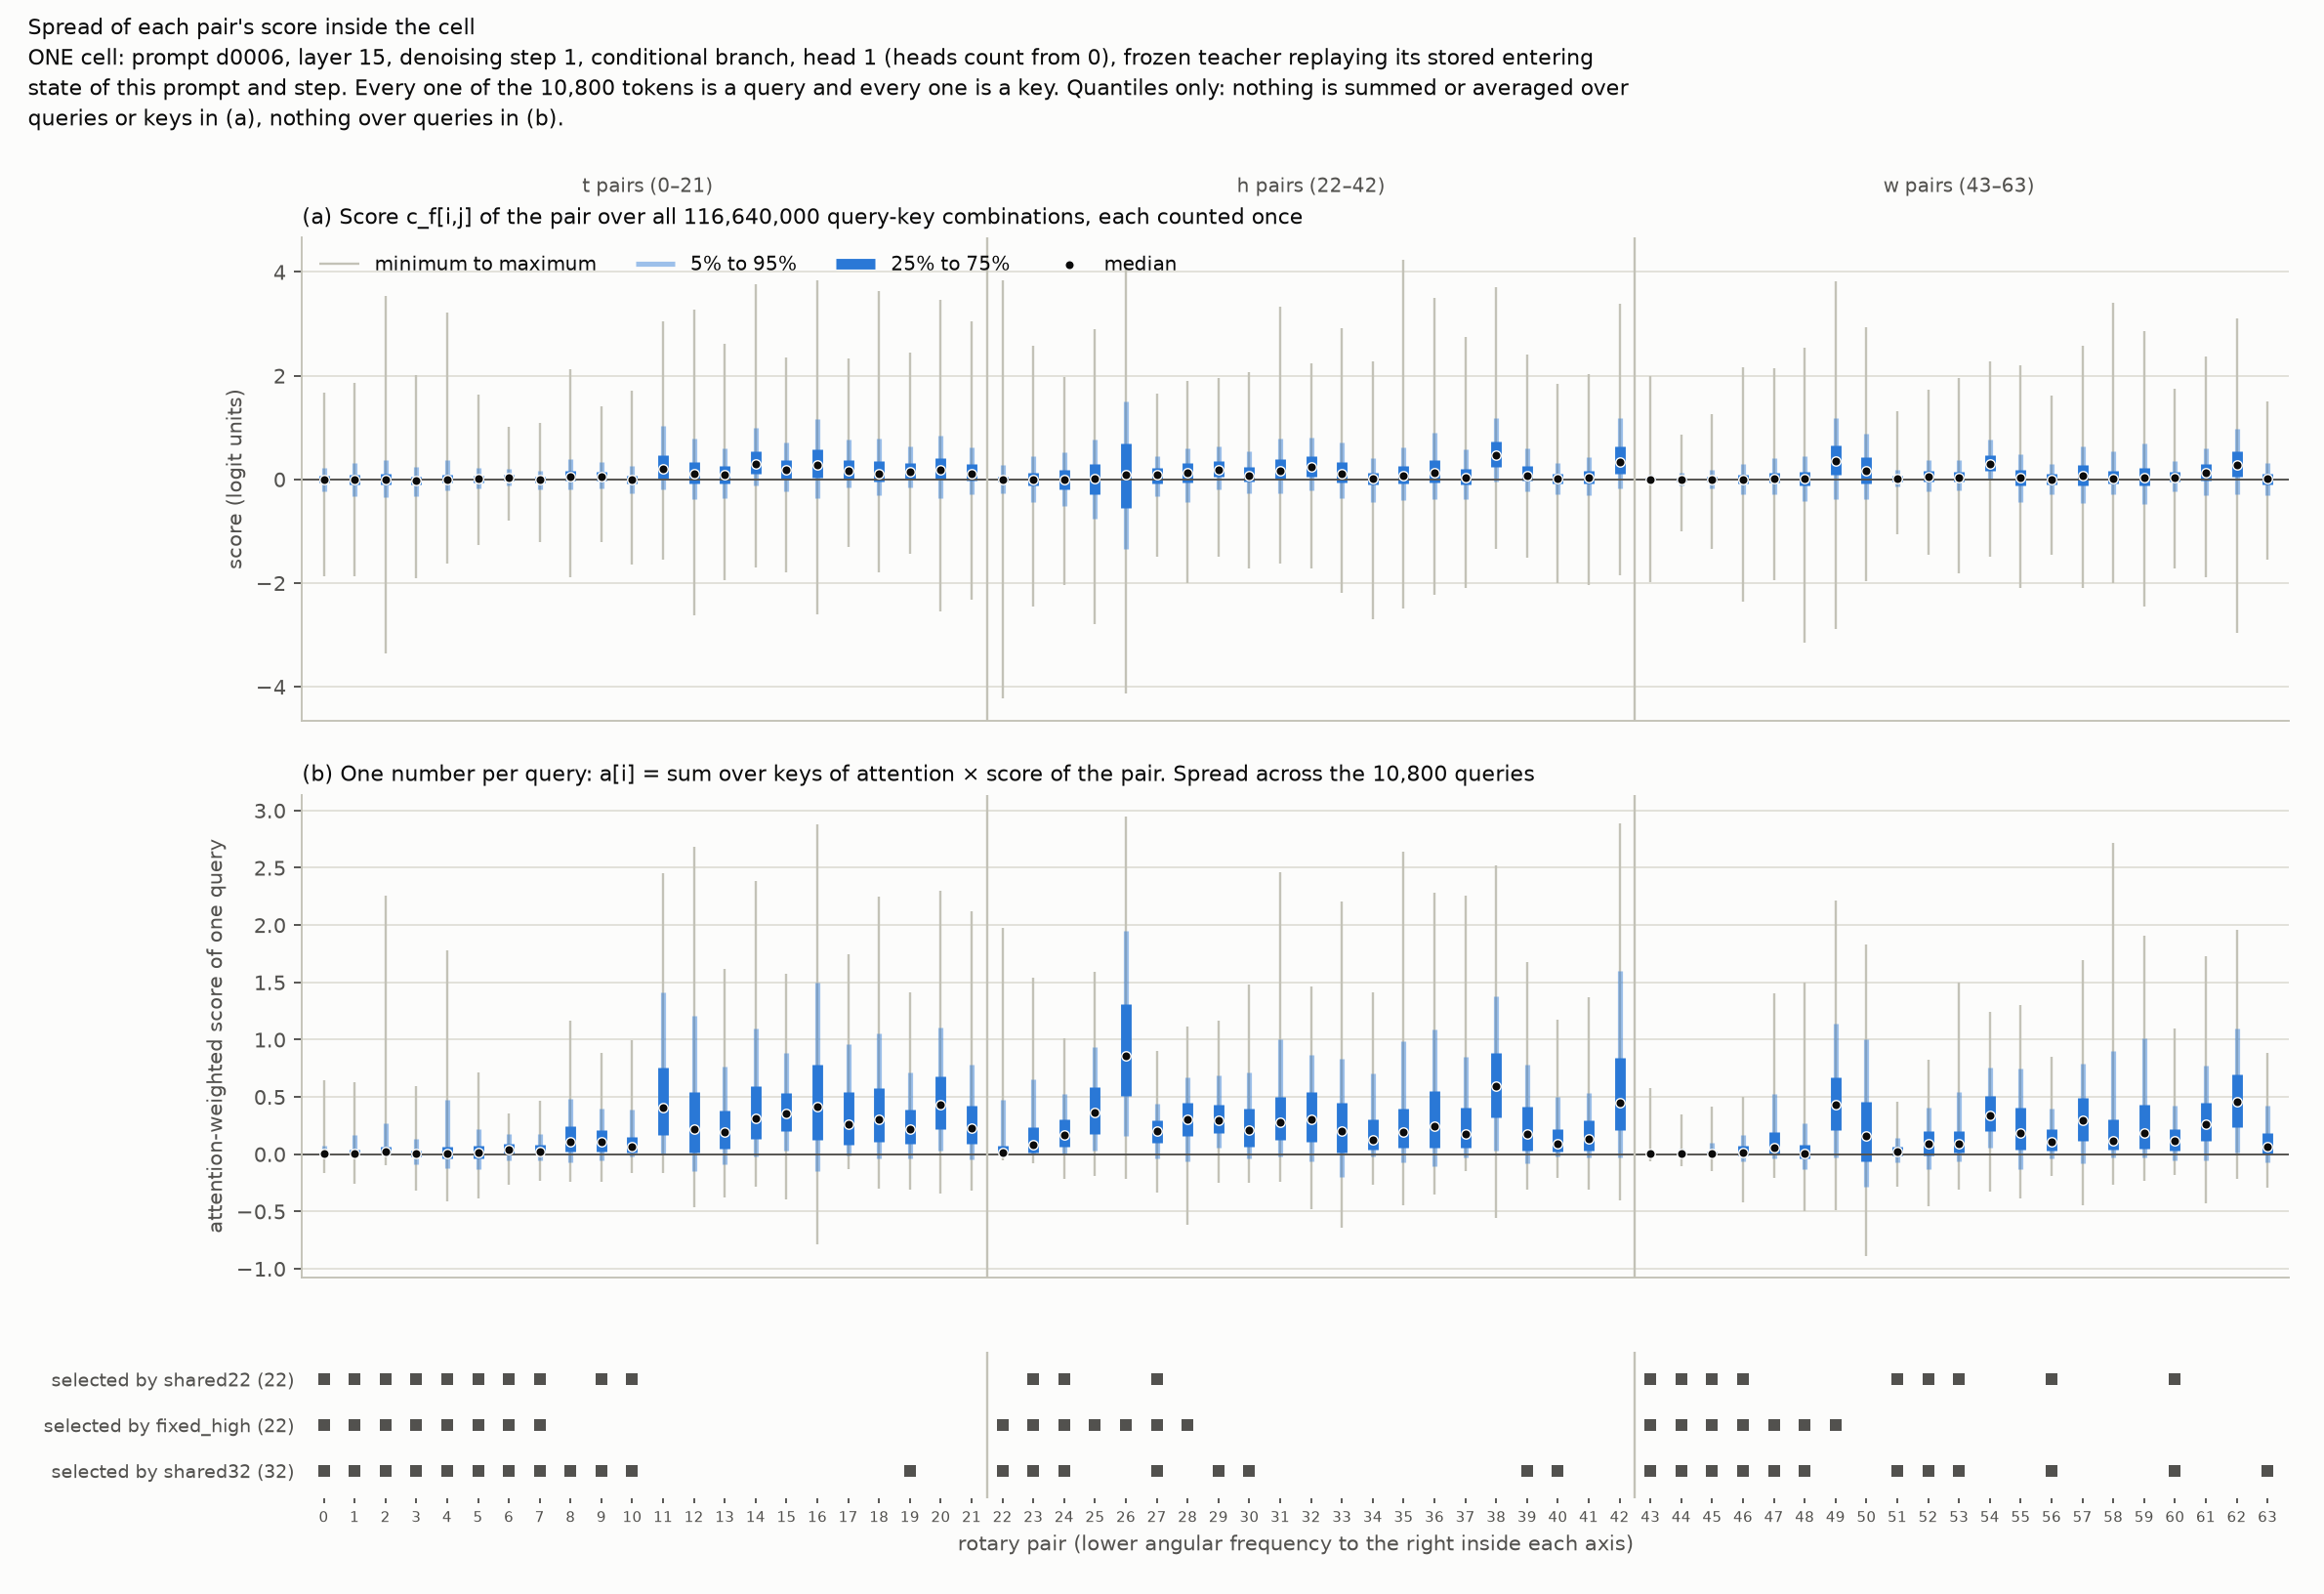 Spread of each pair's score inside the cell
ONE cell: prompt d0006, layer 15, denoising step 1, conditional branch, head 1 (heads count from 0), frozen teacher replaying its stored entering
state of this prompt and step. Every one of the 10,800 tokens is a query and every one is a key. Quantiles only: nothing is summed or averaged over
queries or keys in (a), nothing over queries in (b).
t pairs (0–21) h pairs (22–42) w pairs (43–63)
(a) Score c_f[i,j] of the pair over all 116,640,000 query-key combinations, each counted once
minimum to maximum 5% to 95% 25% to 75% median
score (logit units)
4
2
0
−2
−4
(b) One number per query: a[i] = sum over keys of attention × score of the pair. Spread across the 10,800 queries
attention-weighted score of one query
3.0
2.5
2.0
1.5
1.0
0.5
0.0
−0.5
−1.0
selected by shared22 (22)
selected by fixed_high (22)
selected by shared32 (32)
0 1 2 3 4 5 6 7 8 9 10 11 12 13 14 15 16 17 18 19 20 21 22 23 24 25 26 27 28 29 30 31 32 33 34 35 36 37 38 39 40 41 42 43 44 45 46 47 48 49 50 51 52 53 54 55 56 57 58 59 60 61 62 63
rotary pair (lower angular frequency to the right inside each axis)